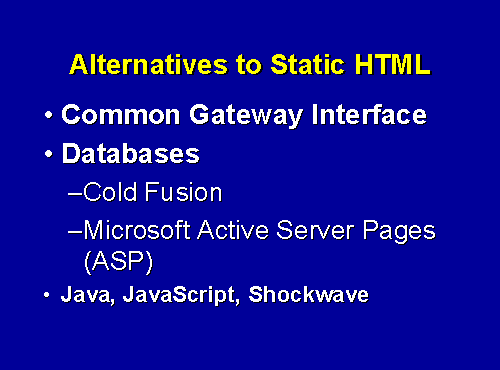 Alternatives to Static HTML
• Common Gateway Interface
• Databases
–Cold Fusion
–Microsoft Active Server Pages
(ASP)
• Java, JavaScript, Shockwave